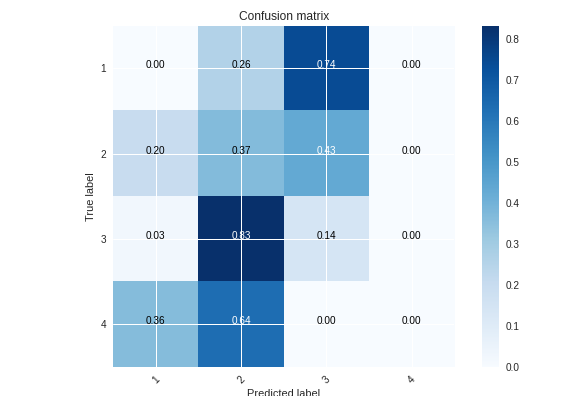 Confusion matrix
0.8
1 0.00 0.26 0.74 0.00
0.7
0.6
2 0.20 0.37 0.43 0.00
0.5
True label
0.4
3 0.03 0.83 0.14 0.00
0.3
0.2
4 0.36 0.64 0.00 0.00
0.1
0.0
1 2 3 4
Predicted label